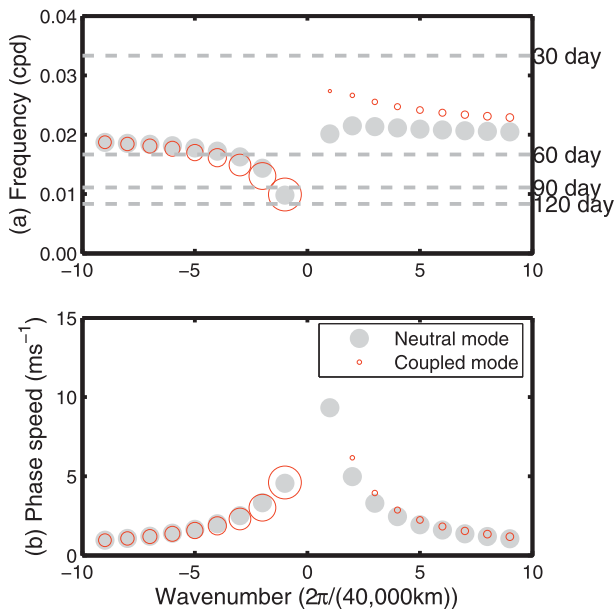 0.04
0.03
0.02
0.01
0.00
(a) Frequency (cpd)
30 day
60 day
90 day
120 day
−10 −5 0 5 10
15
10
5
0
(b) Phase speed (ms⁻¹)
Neutral mode
Coupled mode
−10 −5 0 5 10
Wavenumber (2π/(40,000km))